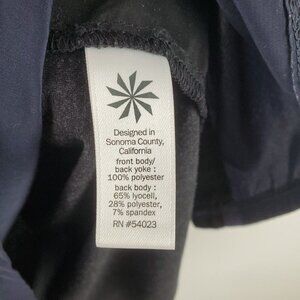 Designed in
Sonoma County,
California
front body/
back yoke :
100% polyester
back body :
65% lyocell,
28% polyester,
7% spandex
RN #54023